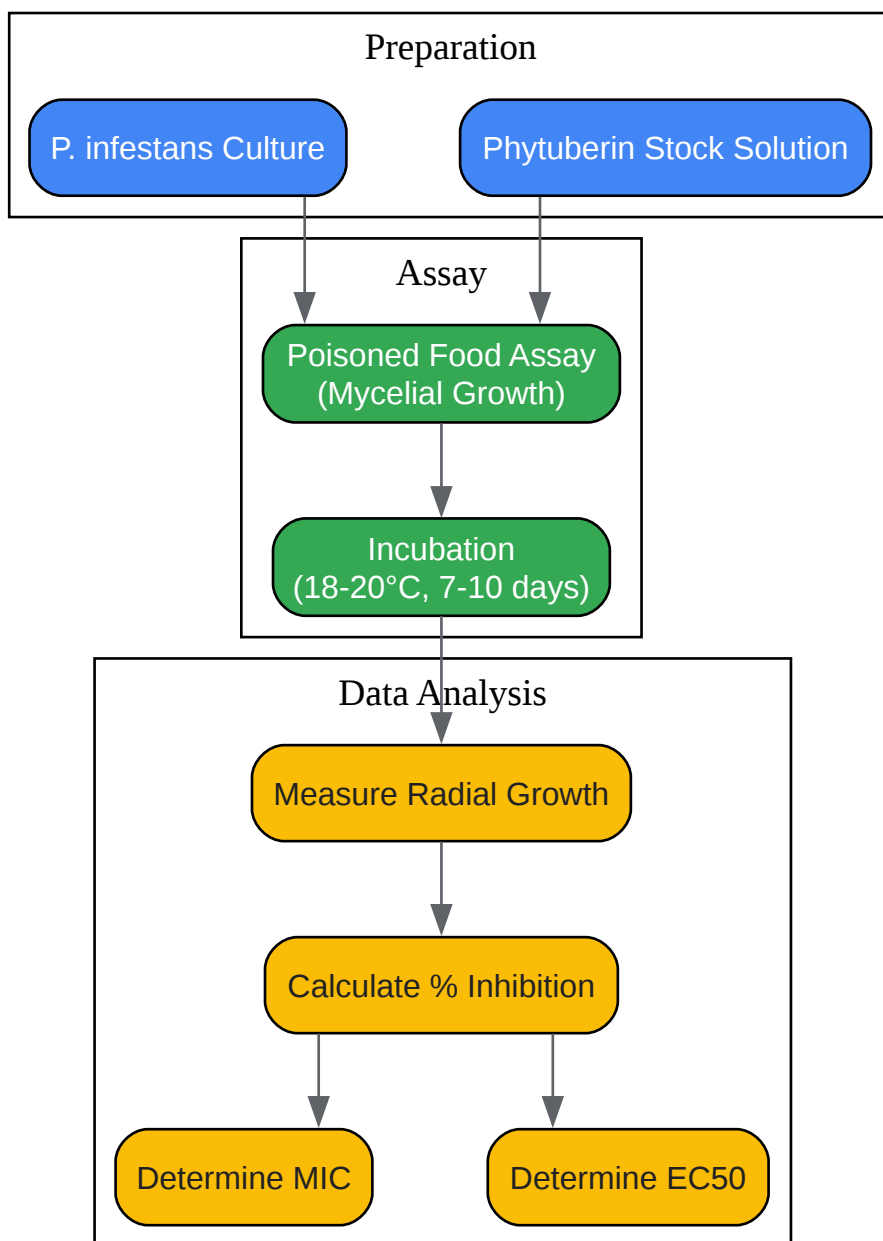 Preparation
P. infestans Culture
Phytuberin Stock Solution
Assay
Poisoned Food Assay
(Mycelial Growth)
Incubation
(18-20°C, 7-10 days)
Data Analysis
Measure Radial Growth
Calculate % Inhibition
Determine MIC
Determine EC50